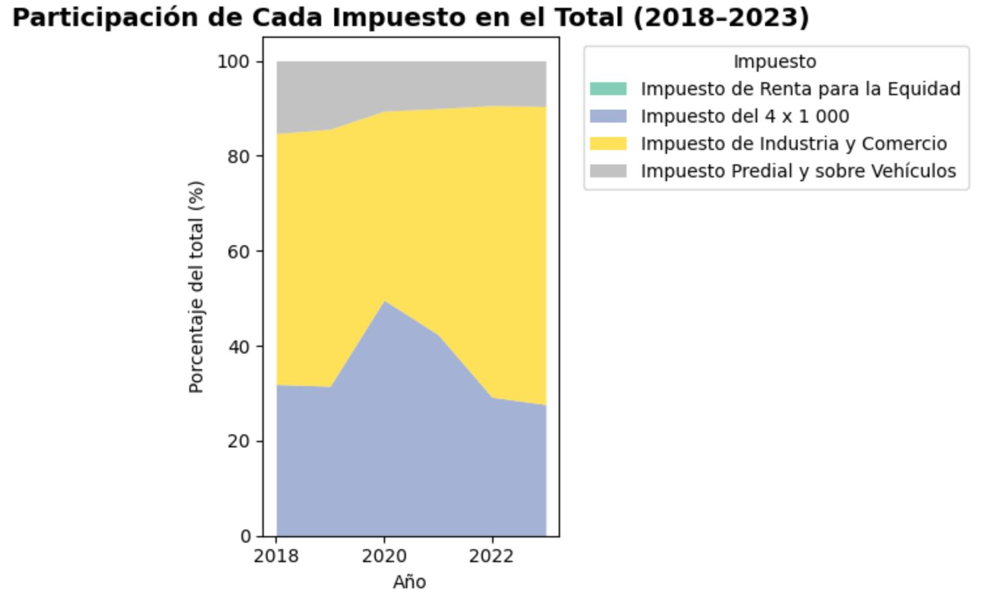 Participación de Cada Impuesto en el Total (2018–2023)
Impuesto
Impuesto de Renta para la Equidad
Impuesto del 4 x 1 000
Impuesto de Industria y Comercio
Impuesto Predial y sobre Vehículos
Porcentaje del total (%)
100
80
60
40
20
0
2018 2020 2022
Año